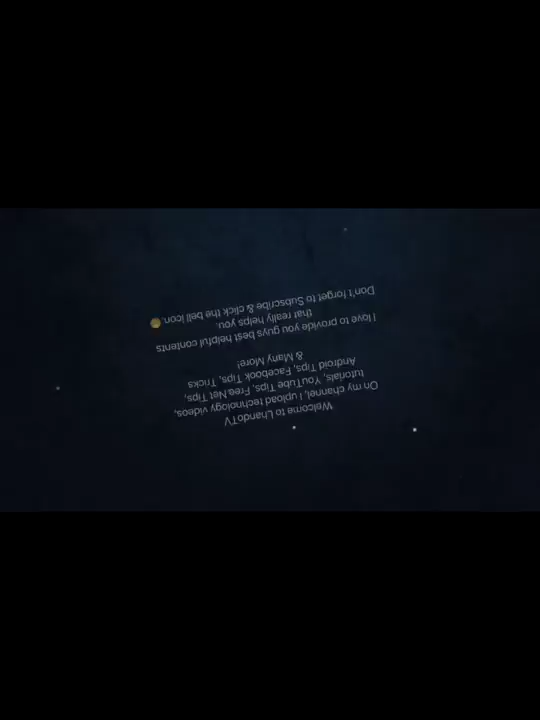 Welcome to LhandoTV
On my channel, I upload technology videos,
tutorials, YouTube Tips, Free Net Tips,
Android Tips, Facebook Tips, Tricks
& Many More!
I love to provide you guys best helpful contents
that really helps you.
Don't forget to Subscribe & click the bell icon.